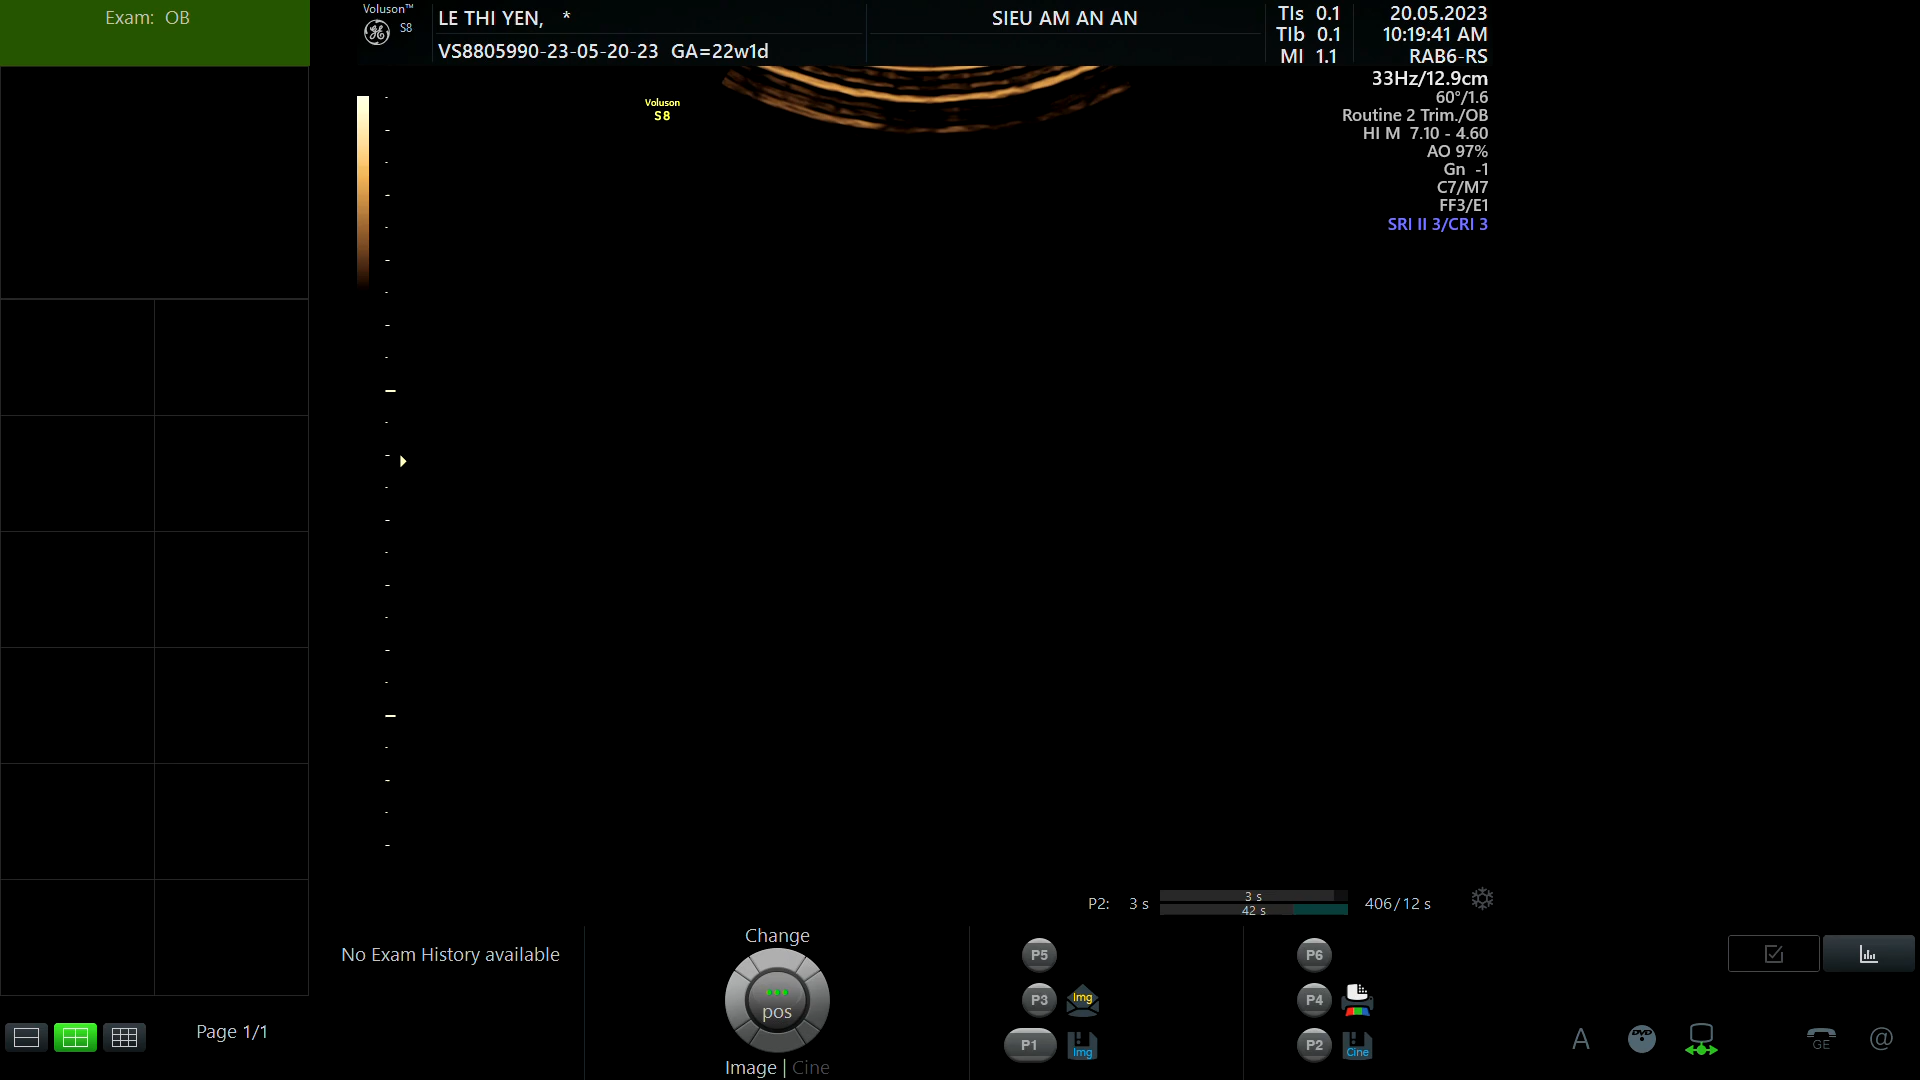 Exam: OB
Voluson™
S8
LE THI YEN, *
SIEU AM AN AN
VS8805990-23-05-20-23 GA=22w1d
TIs 0.1
TIb 0.1
MI 1.1
20.05.2023
10:19:41 AM
RAB6-RS
33Hz/12.9cm
60°/1.6
Routine 2 Trim./OB
HI M 7.10 - 4.60
AO 97%
Gn -1
C7/M7
FF3/E1
SRI II 3/CRI 3
Voluson
S8
P2: 3 s
3 s
42 s
406/12 s
No Exam History available
Change
pos
Image | Cine
P5
P3 Img
P1 Img
P6
P4
P2 Cine
Page 1/1
A
DVD
GE
@